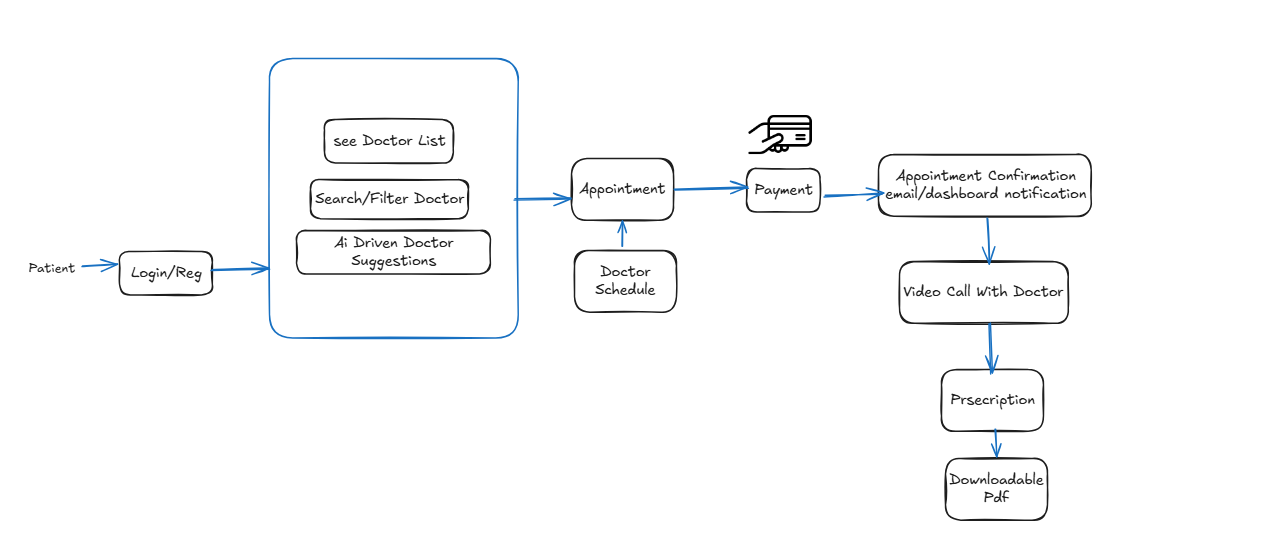 Patient
Login/Reg
see Doctor List
Search/Filter Doctor
Ai Driven Doctor
Suggestions
Appointment
Doctor
Schedule
Payment
Appointment Confirmation
email/dashboard notification
Video Call With Doctor
Prsecription
Downloadable
Pdf